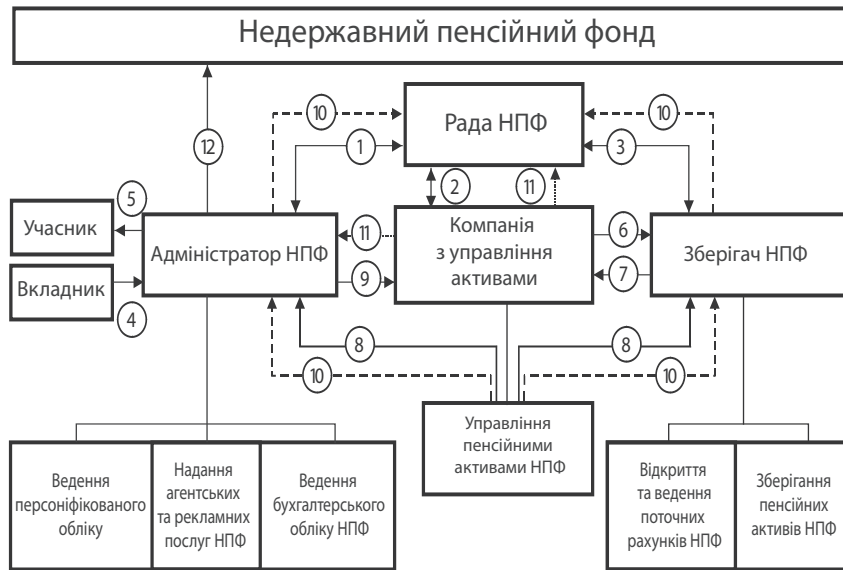 Недержавний пенсійний фонд
10
Рада НПФ
10
12
1
3
2
11
5
Учасник
Адміністратор НПФ
11
Компанія
з управління
активами
6
Зберігач НПФ
Вкладник
9
7
4
8
8
10
10
Управління
пенсійними
активами НПФ
Ведення
персоніфікованого
обліку
Надання
агентських
та рекламних
послуг НПФ
Ведення
бухгалтерського
обліку НПФ
Відкриття
та ведення
поточних
рахунків НПФ
Зберігання
пенсійних
активів НПФ